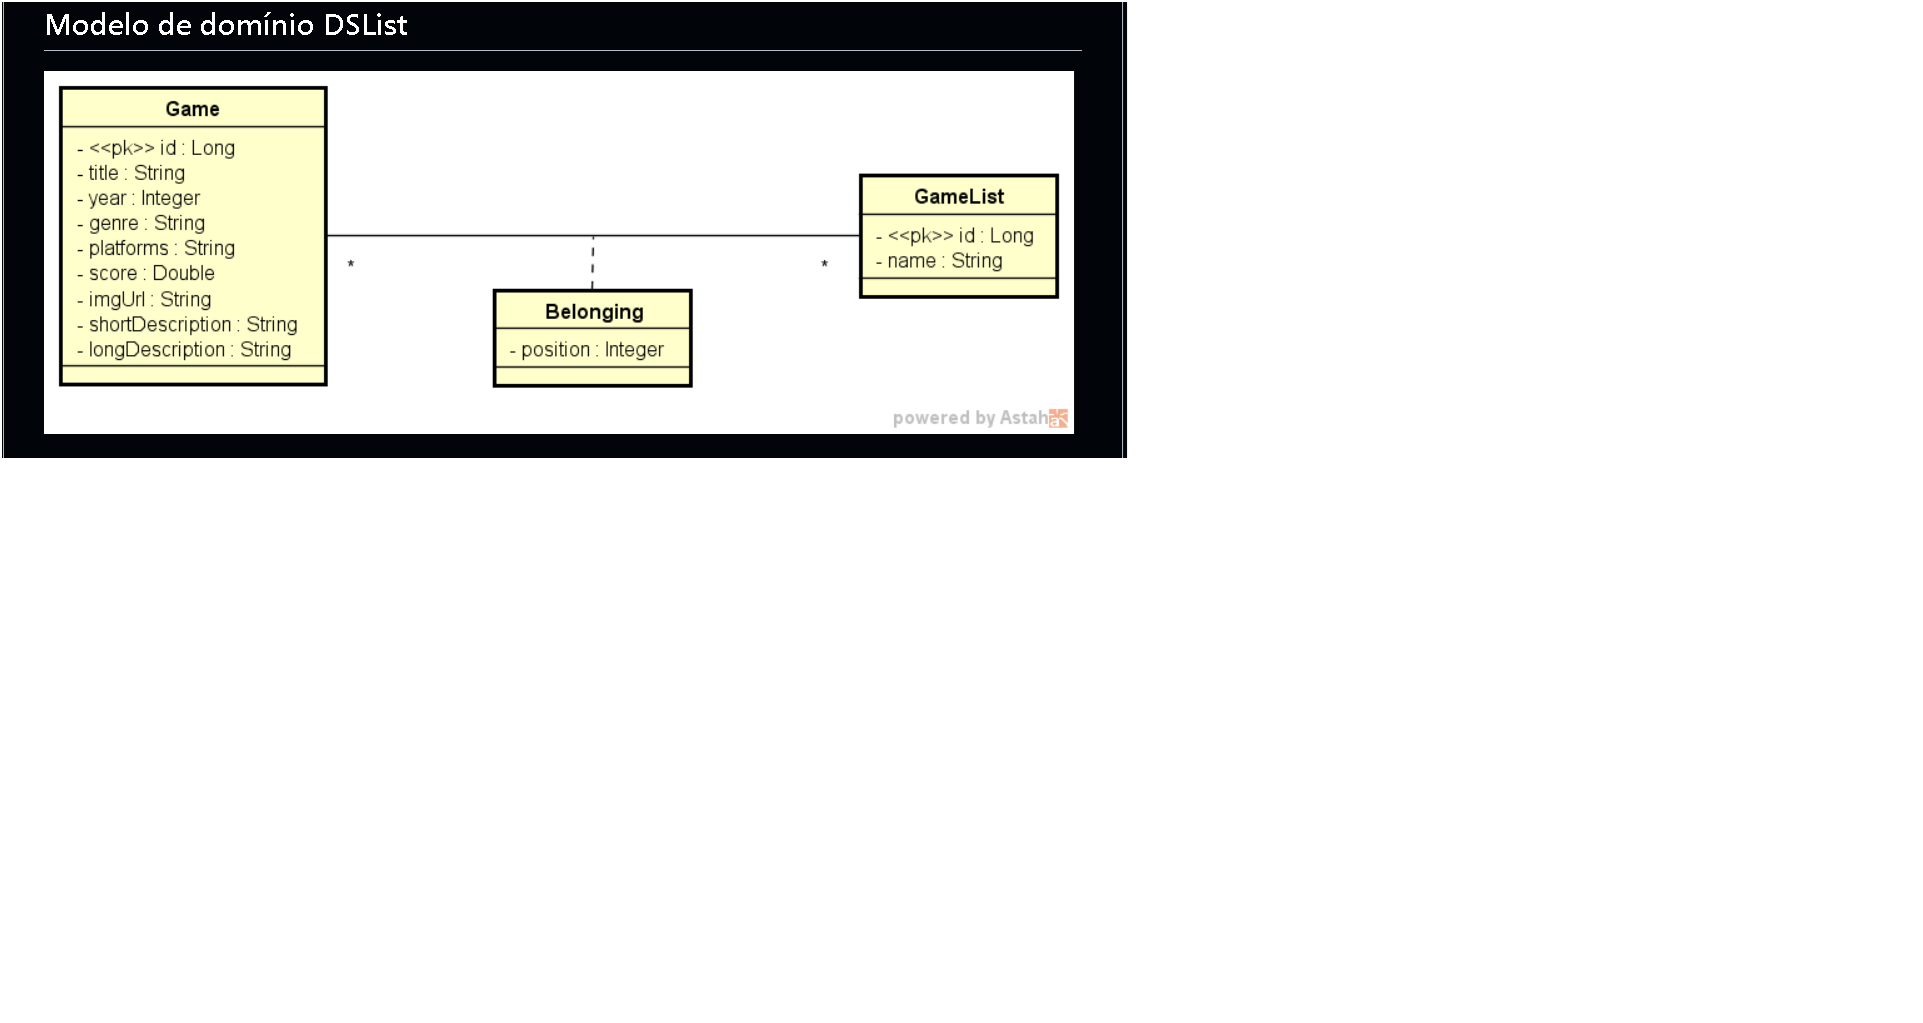 Modelo de domínio DSList
Game
- <<pk>> id : Long
- title : String
- year : Integer
- genre : String
- platforms : String
- score : Double
- imgUrl : String
- shortDescription : String
- longDescription : String
*
*
Belonging
- position : Integer
GameList
- <<pk>> id : Long
- name : String
powered by Astah